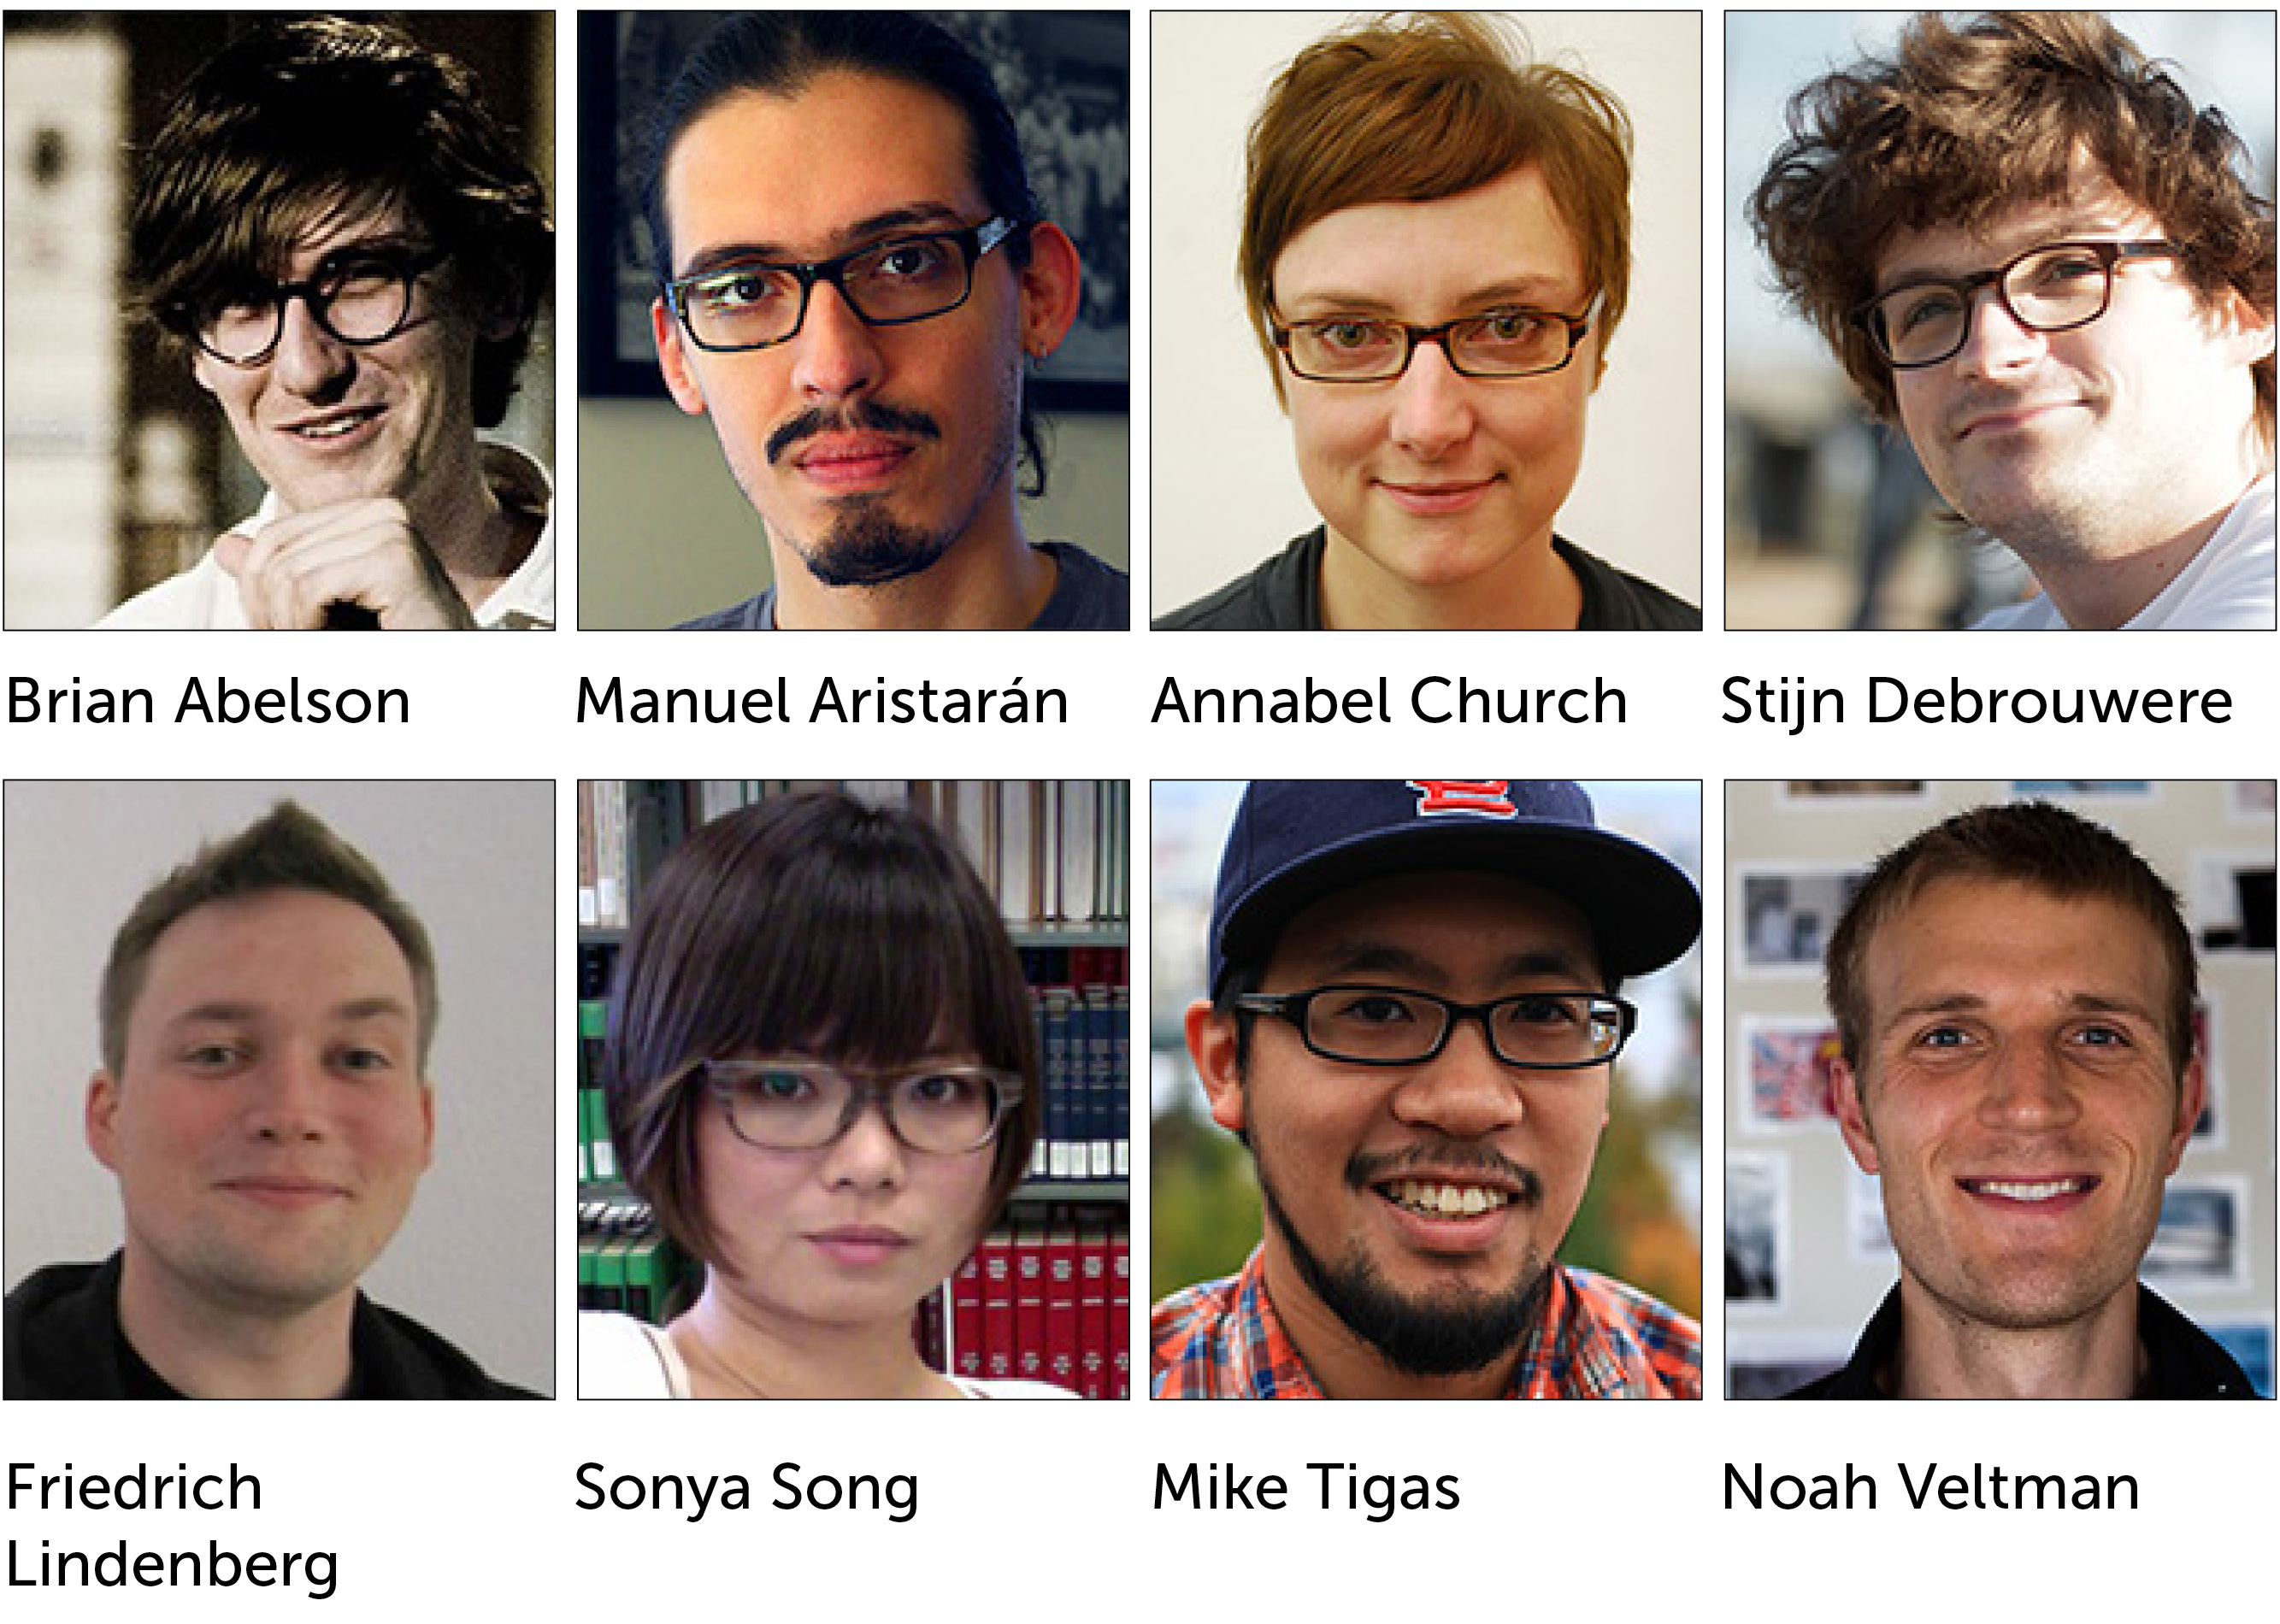 Brian Abelson
Manuel Aristarán
Annabel Church
Stijn Debrouwere
Friedrich
Lindenberg
Sonya Song
Mike Tigas
Noah Veltman